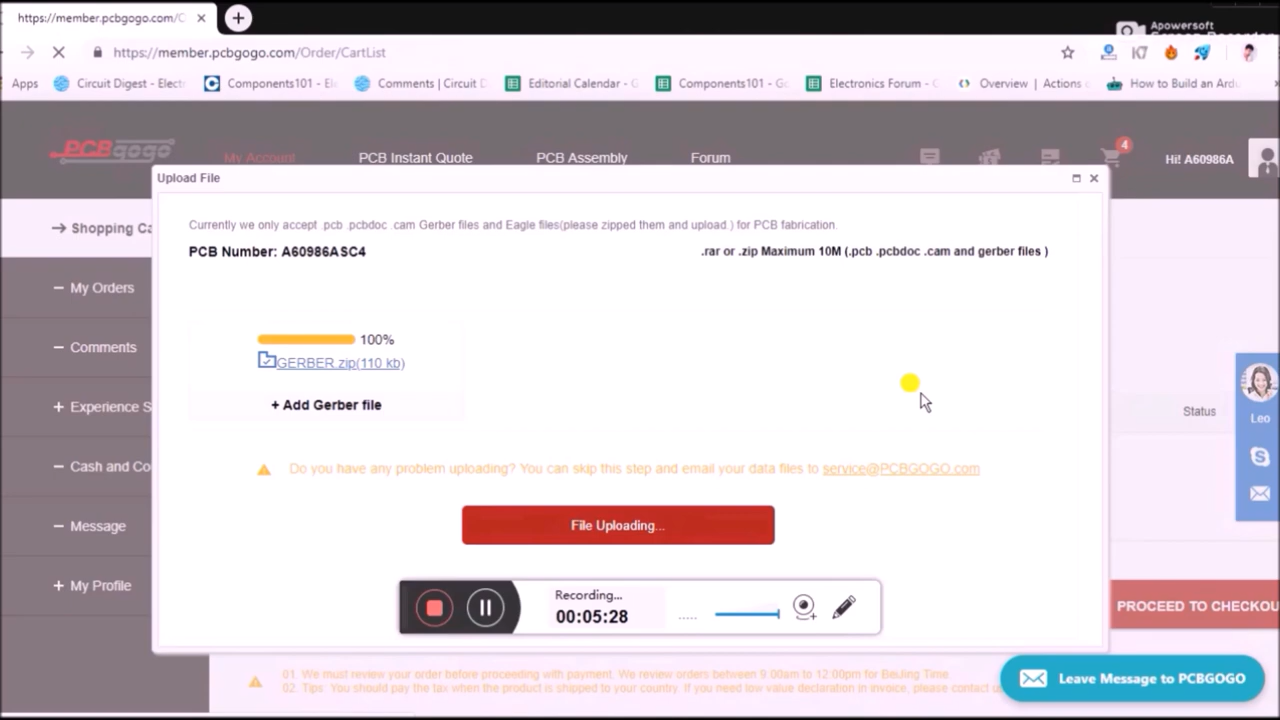 https://member.pcbgogo.com/C
Apowersoft
https://member.pcbgogo.com/Order/CartList
K7
Apps Circuit Digest - Electr Components101 - El Comments | Circuit D Editorial Calendar - G Components101 - Go Electronics Forum - C Overview | Actions How to Build an Ardu
PCBgogo My Account PCB Instant Quote PCB Assembly Forum 4 Hi! A60986A
Upload File
Currently we only accept .pcb .pcbdoc .cam Gerber files and Eagle files(please zipped them and upload.) for PCB fabrication.
PCB Number: A60986ASC4 .rar or .zip Maximum 10M (.pcb .pcbdoc .cam and gerber files )
Shopping Ca
My Orders
100%
Comments
GERBER.zip(110 kb)
+ Add Gerber file
Experience S
Status
Leo
Cash and Co
Do you have any problem uploading? You can skip this step and email your data files to service@PCBGOGO.com
Message
File Uploading...
My Profile
Recording...
00:05:28
PROCEED TO CHECKOU
01. We must review your order before proceeding with payment. We review orders between 9:00am to 12:00pm for BeiJing Time
02. Tips: You should pay the tax when the product is shipped to your country. If you need low value declaration in invoice, please contact us
Leave Message to PCBGOGO